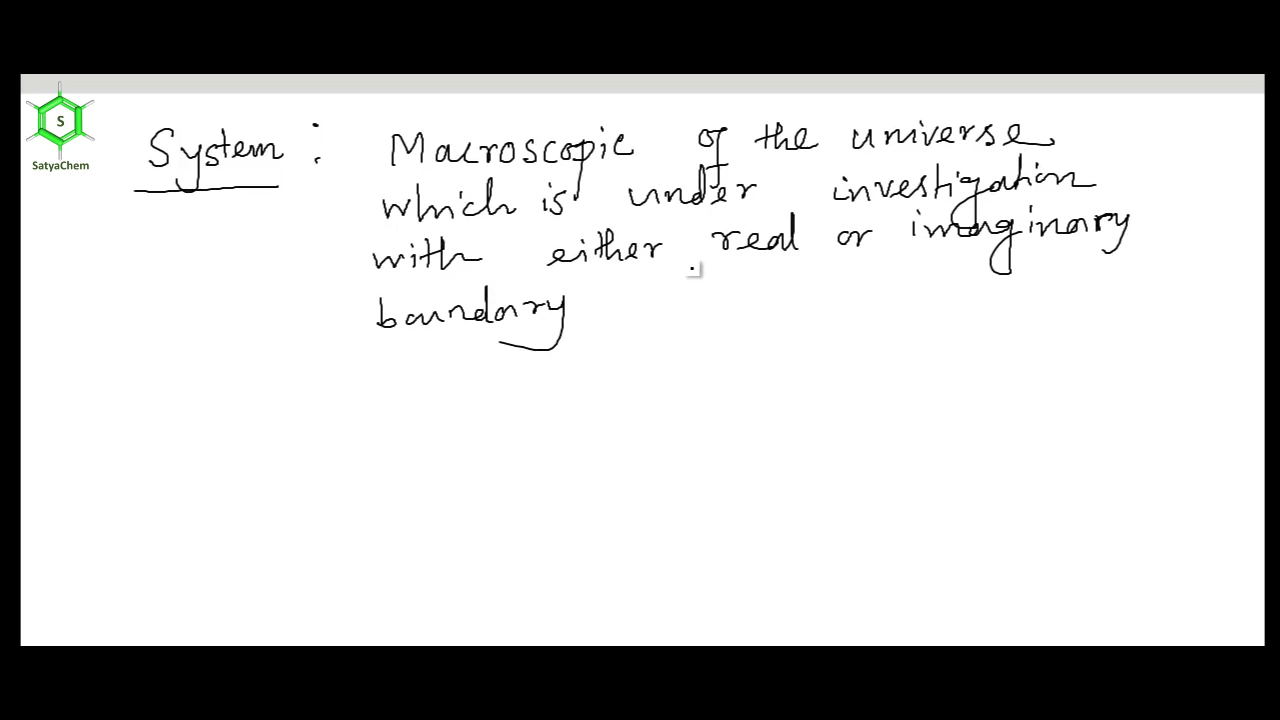 S
SatyaChem
System : Macroscopic of the universe
which is under investigation
with either real or imaginary
boundary